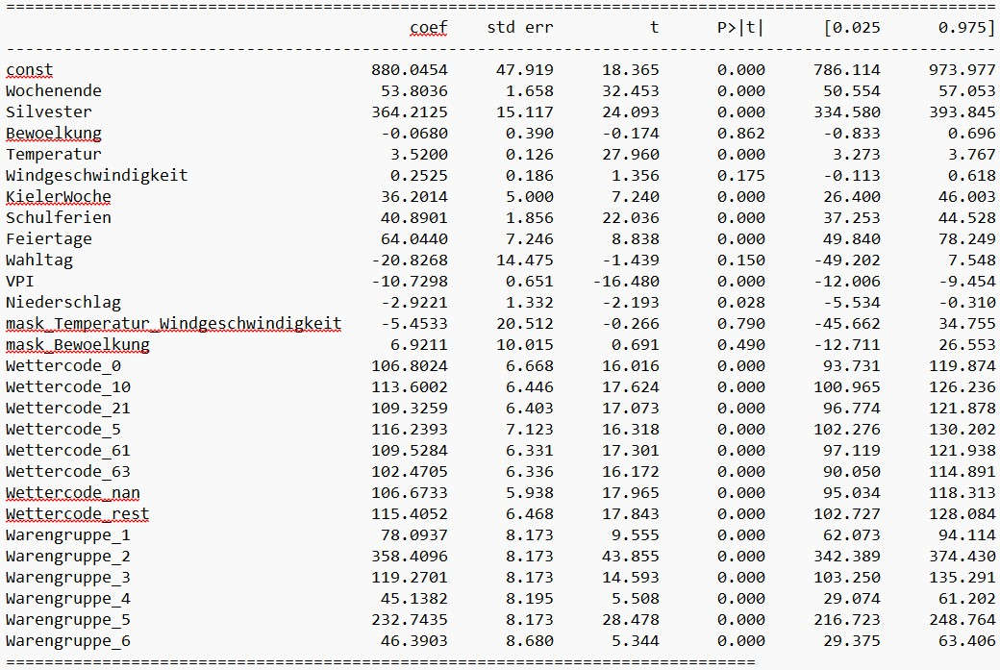 ==============================================================================================
coef std err t P>|t| [0.025 0.975]
----------------------------------------------------------------------------------------------
const 880.0454 47.919 18.365 0.000 786.114 973.977
Wochenende 53.8036 1.658 32.453 0.000 50.554 57.053
Silvester 364.2125 15.117 24.093 0.000 334.580 393.845
Bewoelkung -0.0680 0.390 -0.174 0.862 -0.833 0.696
Temperatur 3.5200 0.126 27.960 0.000 3.273 3.767
Windgeschwindigkeit 0.2525 0.186 1.356 0.175 -0.113 0.618
KielerWoche 36.2014 5.000 7.240 0.000 26.400 46.003
Schulferien 40.8901 1.856 22.036 0.000 37.253 44.528
Feiertage 64.0440 7.246 8.838 0.000 49.840 78.249
Wahltag -20.8268 14.475 -1.439 0.150 -49.202 7.548
VPI -10.7298 0.651 -16.480 0.000 -12.006 -9.454
Niederschlag -2.9221 1.332 -2.193 0.028 -5.534 -0.310
mask_Temperatur_Windgeschwindigkeit -5.4533 20.512 -0.266 0.790 -45.662 34.755
mask_Bewoelkung 6.9211 10.015 0.691 0.490 -12.711 26.553
Wettercode_0 106.8024 6.668 16.016 0.000 93.731 119.874
Wettercode_10 113.6002 6.446 17.624 0.000 100.965 126.236
Wettercode_21 109.3259 6.403 17.073 0.000 96.774 121.878
Wettercode_5 116.2393 7.123 16.318 0.000 102.276 130.202
Wettercode_61 109.5284 6.331 17.301 0.000 97.119 121.938
Wettercode_63 102.4705 6.336 16.172 0.000 90.050 114.891
Wettercode_nan 106.6733 5.938 17.965 0.000 95.034 118.313
Wettercode_rest 115.4052 6.468 17.843 0.000 102.727 128.084
Warengruppe_1 78.0937 8.173 9.555 0.000 62.073 94.114
Warengruppe_2 358.4096 8.173 43.855 0.000 342.389 374.430
Warengruppe_3 119.2701 8.173 14.593 0.000 103.250 135.291
Warengruppe_4 45.1382 8.195 5.508 0.000 29.074 61.202
Warengruppe_5 232.7435 8.173 28.478 0.000 216.723 248.764
Warengruppe_6 46.3903 8.680 5.344 0.000 29.375 63.406
==============================================================================